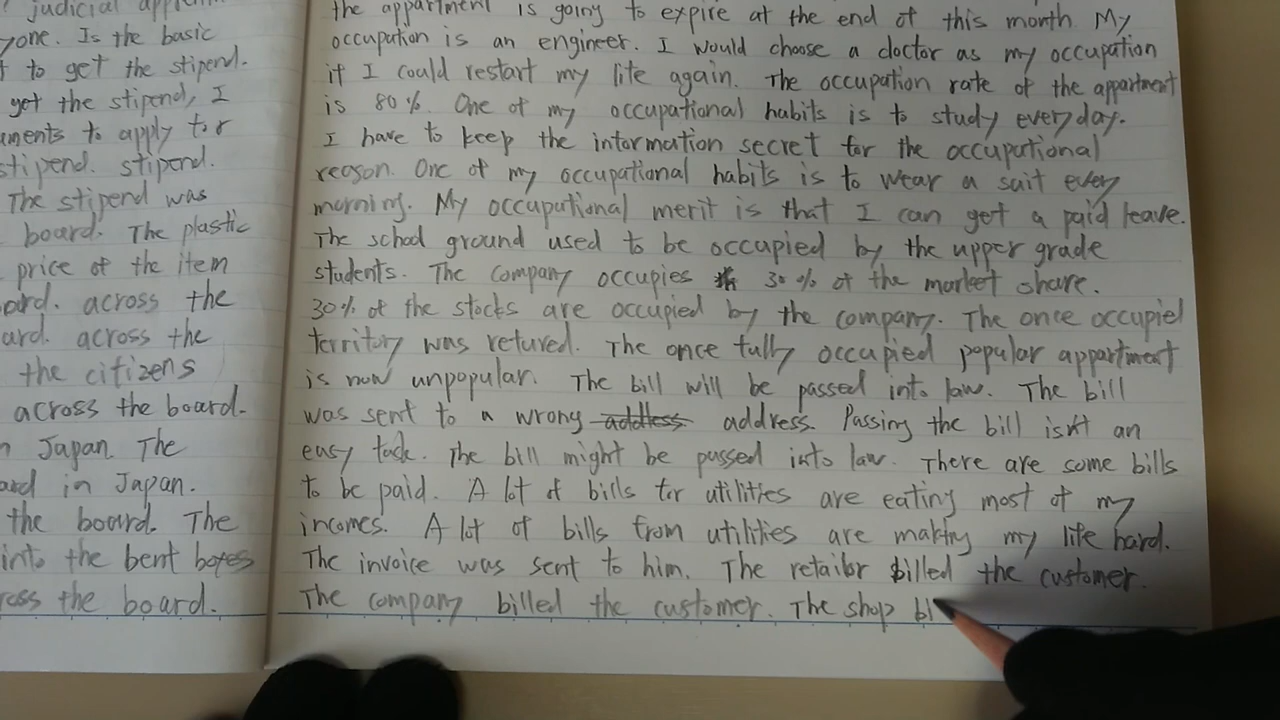 judicial
yone. Is the basic
to get the stipend.
get the stipend, I
uments to apply for
stipend. stipend.
The stipend was
board. The plastic
price of the item
oard. across the
ard. across the
the citizens
across the board.
n Japan. The
ard in Japan.
the board. The
into the bent boxes
ross the board.
the appartment is going to expire at the end of this month. My
occupation is an engineer. I would choose a doctor as my occupation
if I could restart my life again. The occupation rate of the appartment
is 80%. One of my occupational habits is to study everyday.
I have to keep the information secret for the occupational
reason. One of my occupational habits is to wear a suit every
morning. My occupational merit is that I can get a paid leave.
The school ground used to be occupied by the upper grade
students. The company occupies 30% of the market share.
30% of the stocks are occupied by the company. The once occupied
territory was retured. The once fully occupied popular appartment
is now unpopular. The bill will be passed into law. The bill
was sent to a wrong addless address. Passing the bill isn't an
easy tack. The bill might be passed into law. There are some bills
to be paid. A lot of bills for utilities are eating most of my
incomes. A lot of bills from utilities are making my life hard.
The invoice was sent to him. The retailor billed the customer.
The company billed the customer. The shop bi